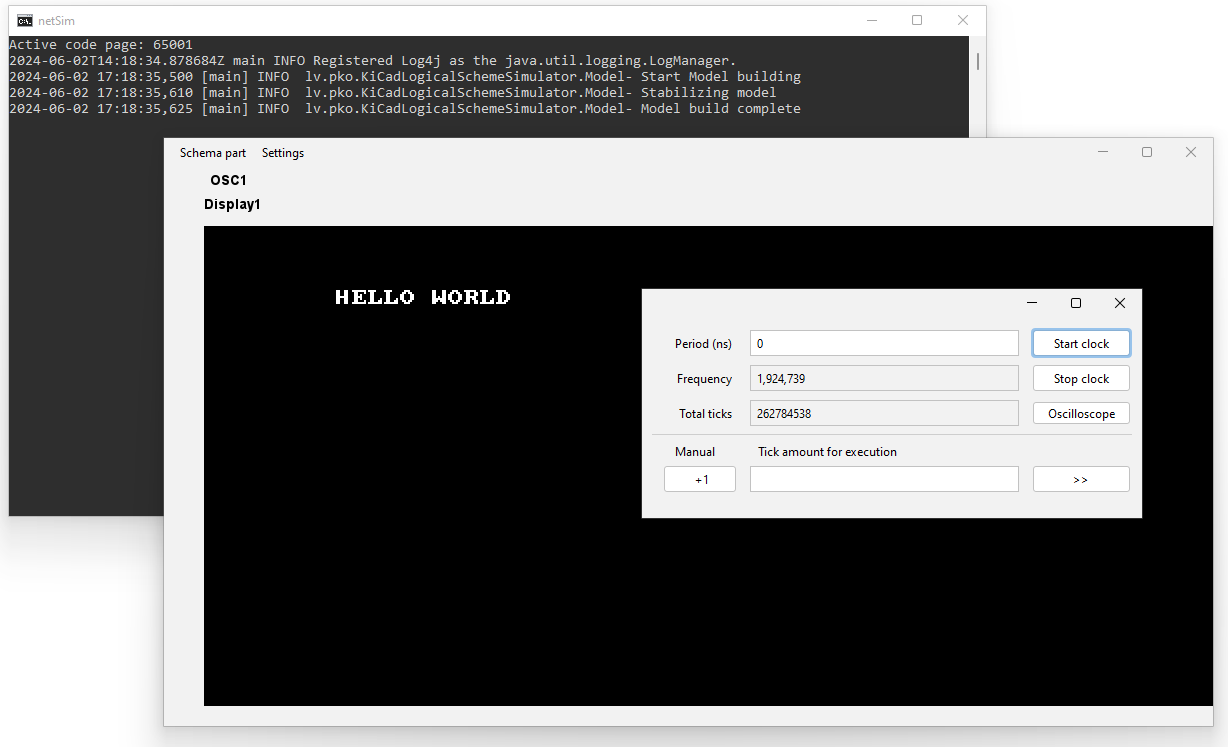 netSim
Active code page: 65001
2024-06-02T14:18:34.878684Z main INFO Registered Log4j as the java.util.logging.LogManager.
2024-06-02 17:18:35,500 [main] INFO  lv.pko.KiCadLogicalSchemeSimulator.Model- Start Model building
2024-06-02 17:18:35,610 [main] INFO  lv.pko.KiCadLogicalSchemeSimulator.Model- Stabilizing model
2024-06-02 17:18:35,625 [main] INFO  lv.pko.KiCadLogicalSchemeSimulator.Model- Model build complete
Schema part Settings
OSC1
Display1
HELLO WORLD
Period (ns) 0 Start clock
Frequency 1,924,739 Stop clock
Total ticks 262784538 Oscilloscope
Manual Tick amount for execution
+1 >>